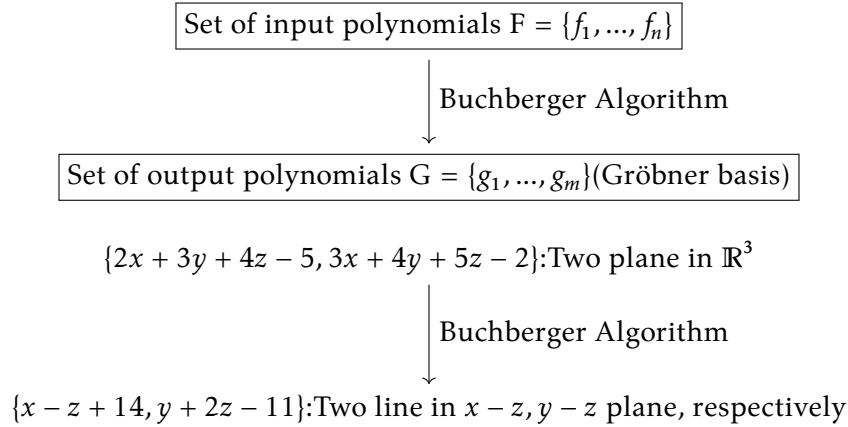 Set of input polynomials F = {f₁, ..., fₙ}
Buchberger Algorithm
Set of output polynomials G = {g₁, ..., gₘ}(Gröbner basis)
{2x + 3y + 4z − 5, 3x + 4y + 5z − 2}:Two plane in ℝ³
Buchberger Algorithm
{x − z + 14, y + 2z − 11}:Two line in x − z, y − z plane, respectively